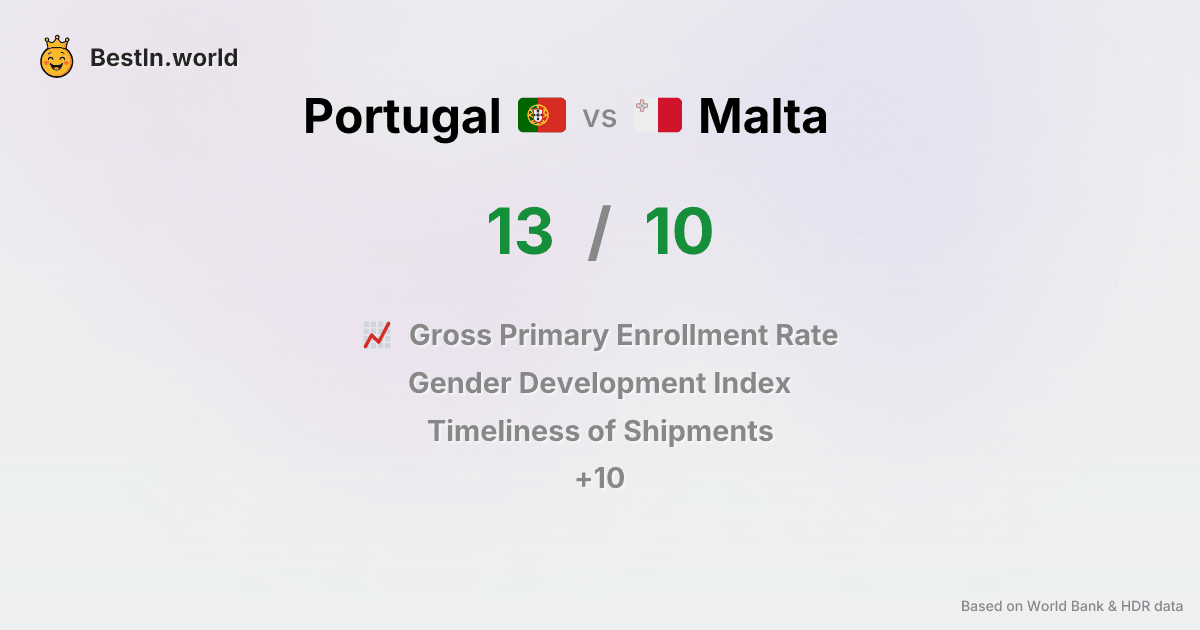 BestIn.world
Portugal vs Malta
13 / 10
Gross Primary Enrollment Rate
Gender Development Index
Timeliness of Shipments
+10
Based on World Bank & HDR data